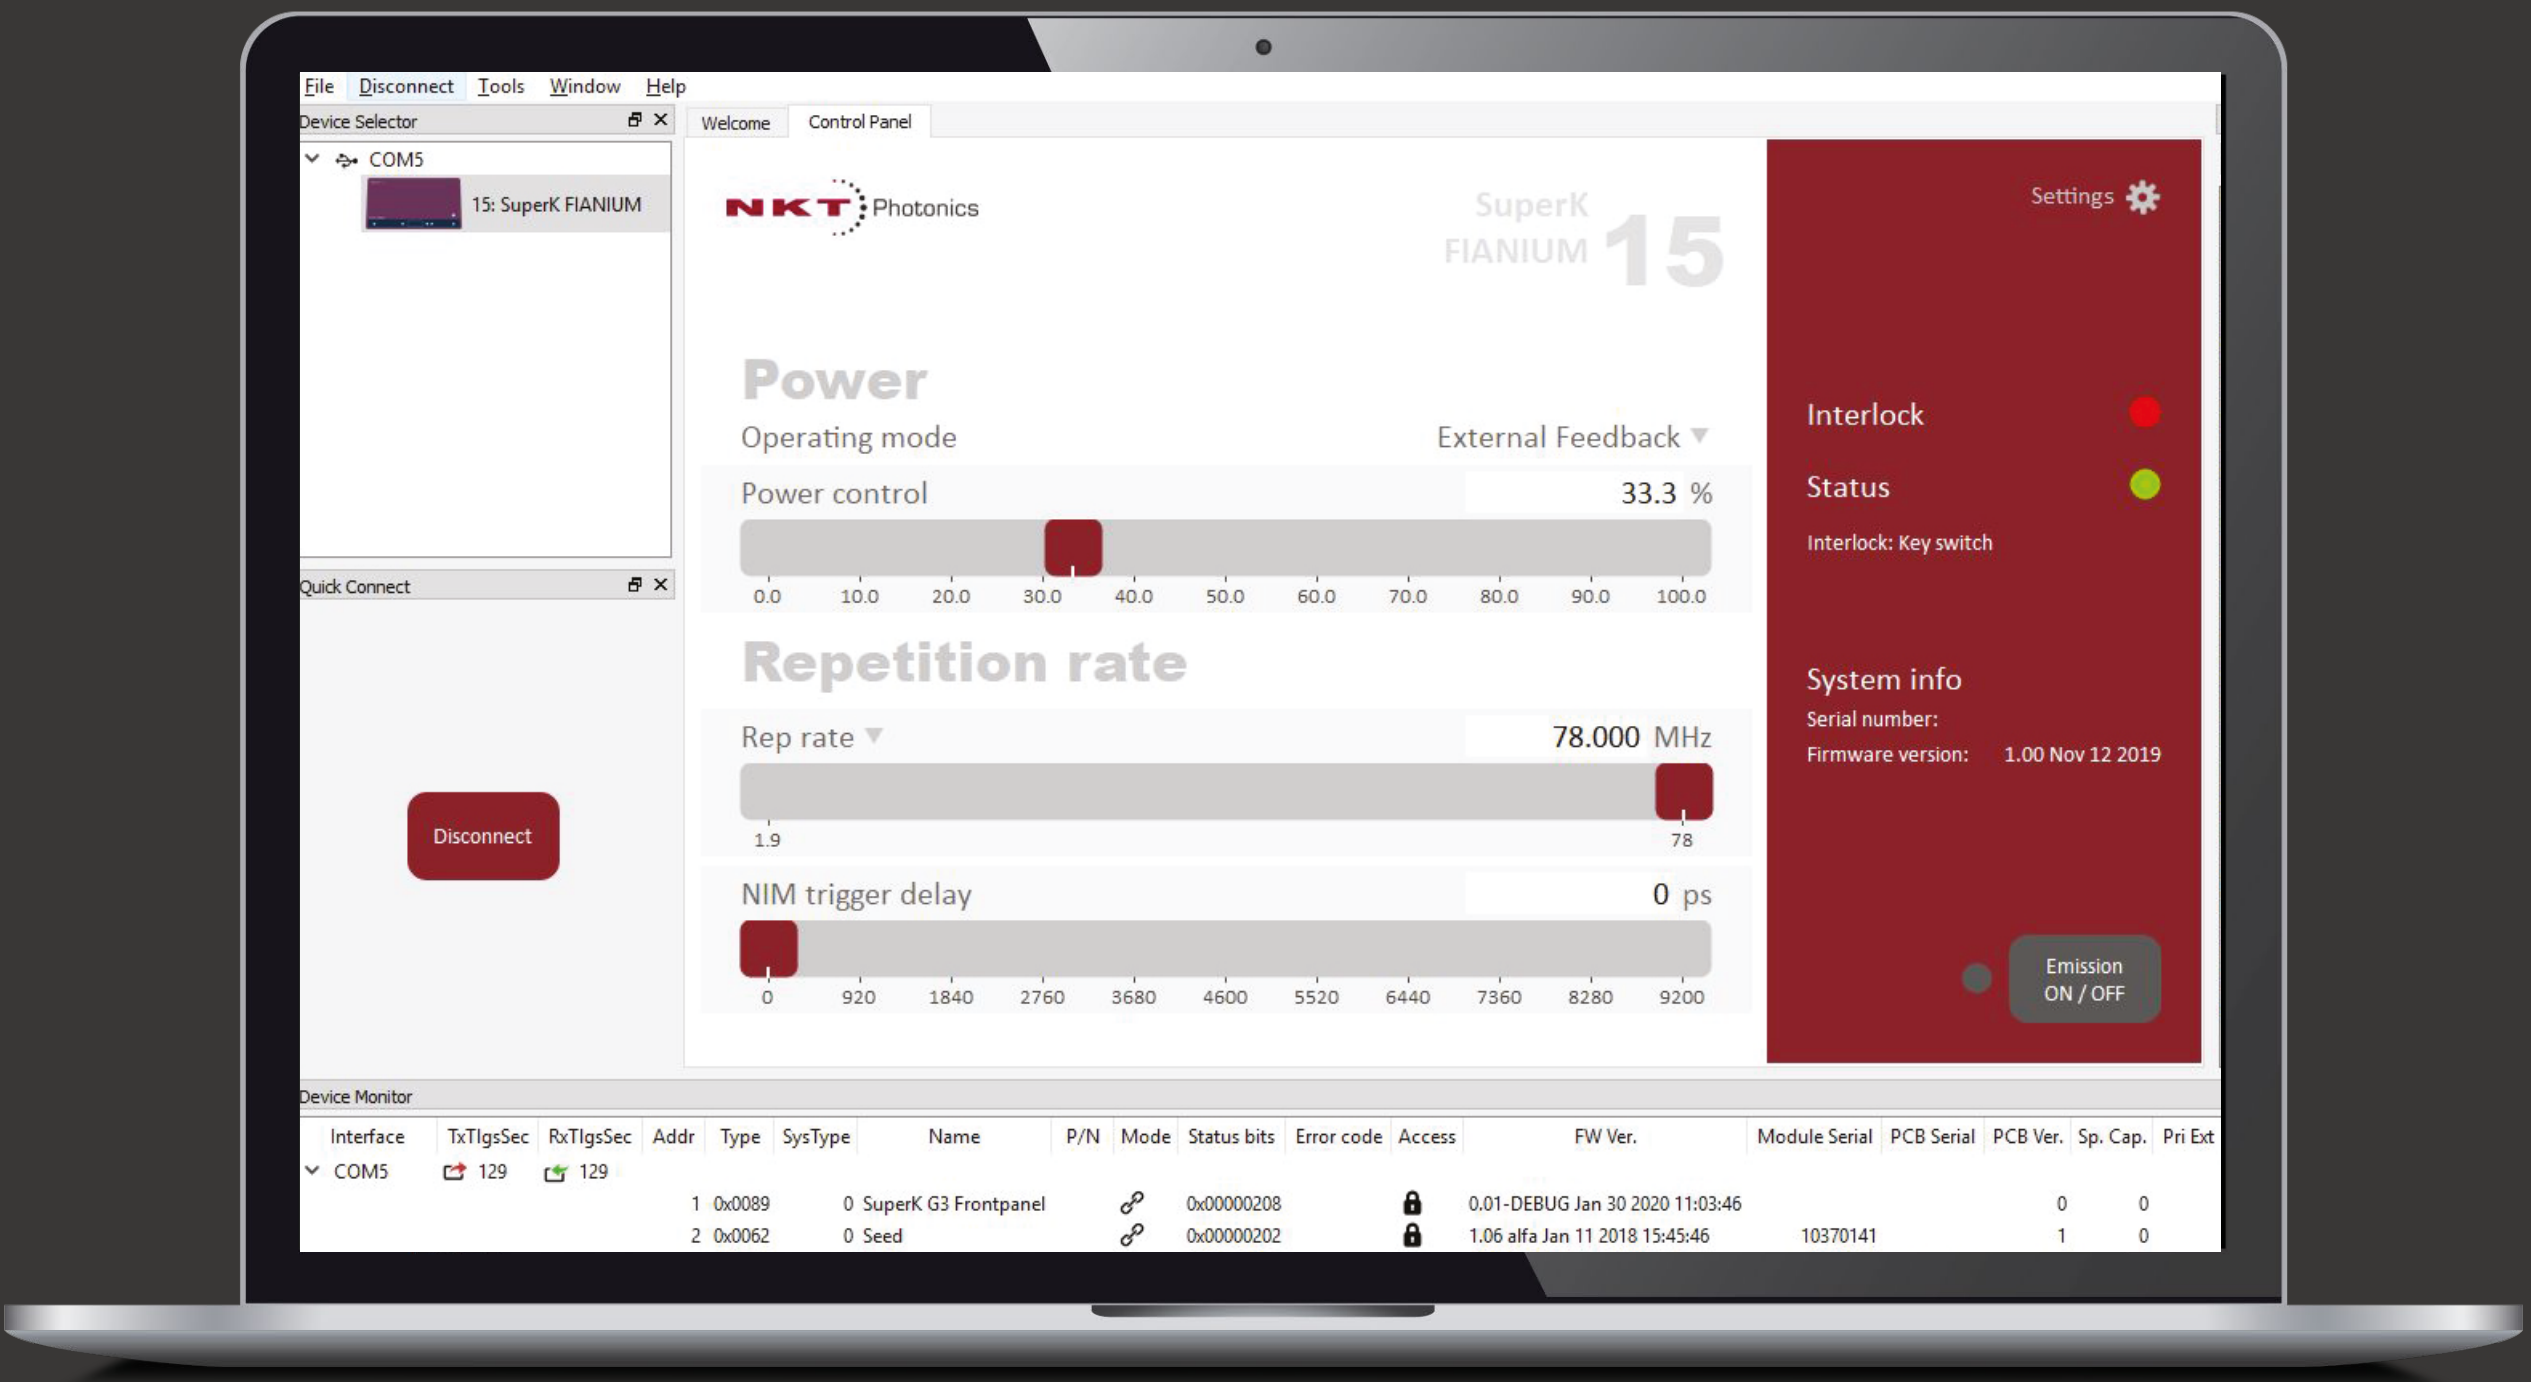 File Disconnect Tools Window Help
Device Selector
Welcome Control Panel
COM5
15: SuperK FIANIUM
NKT Photonics
SuperK
FIANIUM 15
Settings
Power
Operating mode External Feedback
Power control 33.3 %
0.0 10.0 20.0 30.0 40.0 50.0 60.0 70.0 80.0 90.0 100.0
Interlock
Status
Interlock: Key switch
Quick Connect
Disconnect
Repetition rate
Rep rate 78.000 MHz
1.9 78
NIM trigger delay 0 ps
0 920 1840 2760 3680 4600 5520 6440 7360 8280 9200
System info
Serial number:
Firmware version: 1.00 Nov 12 2019
Emission
ON / OFF
Device Monitor
Interface TxTlgsSec RxTlgsSec Addr Type SysType Name P/N Mode Status bits Error code Access FW Ver. Module Serial PCB Serial PCB Ver. Sp. Cap. Pri Ext
COM5 129 129
1 0x0089 0 SuperK G3 Frontpanel 0x00000208 0.01-DEBUG Jan 30 2020 11:03:46 0 0
2 0x0062 0 Seed 0x00000202 1.06 alfa Jan 11 2018 15:45:46 10370141 1 0